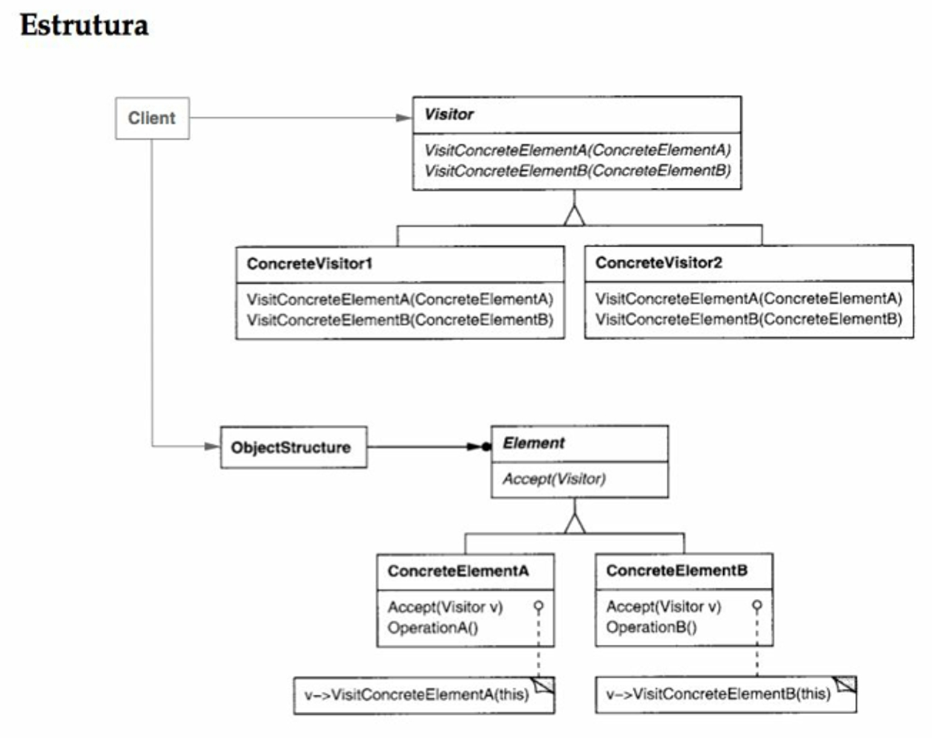 Estrutura
Client
Visitor
VisitConcreteElementA(ConcreteElementA)
VisitConcreteElementB(ConcreteElementB)
ConcreteVisitor1
VisitConcreteElementA(ConcreteElementA)
VisitConcreteElementB(ConcreteElementB)
ConcreteVisitor2
VisitConcreteElementA(ConcreteElementA)
VisitConcreteElementB(ConcreteElementB)
ObjectStructure
Element
Accept(Visitor)
ConcreteElementA
Accept(Visitor v)
OperationA()
ConcreteElementB
Accept(Visitor v)
OperationB()
v–>VisitConcreteElementA(this)
v–>VisitConcreteElementB(this)